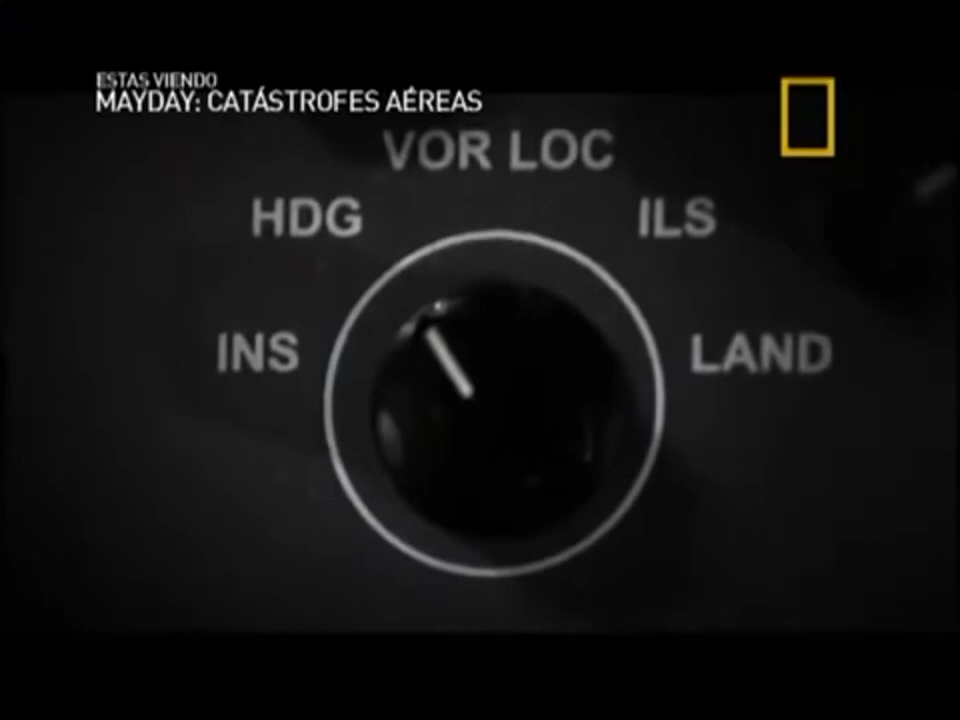 ESTAS VIENDO
MAYDAY: CATÁSTROFES AÉREAS
VOR LOC
HDG
ILS
INS
LAND